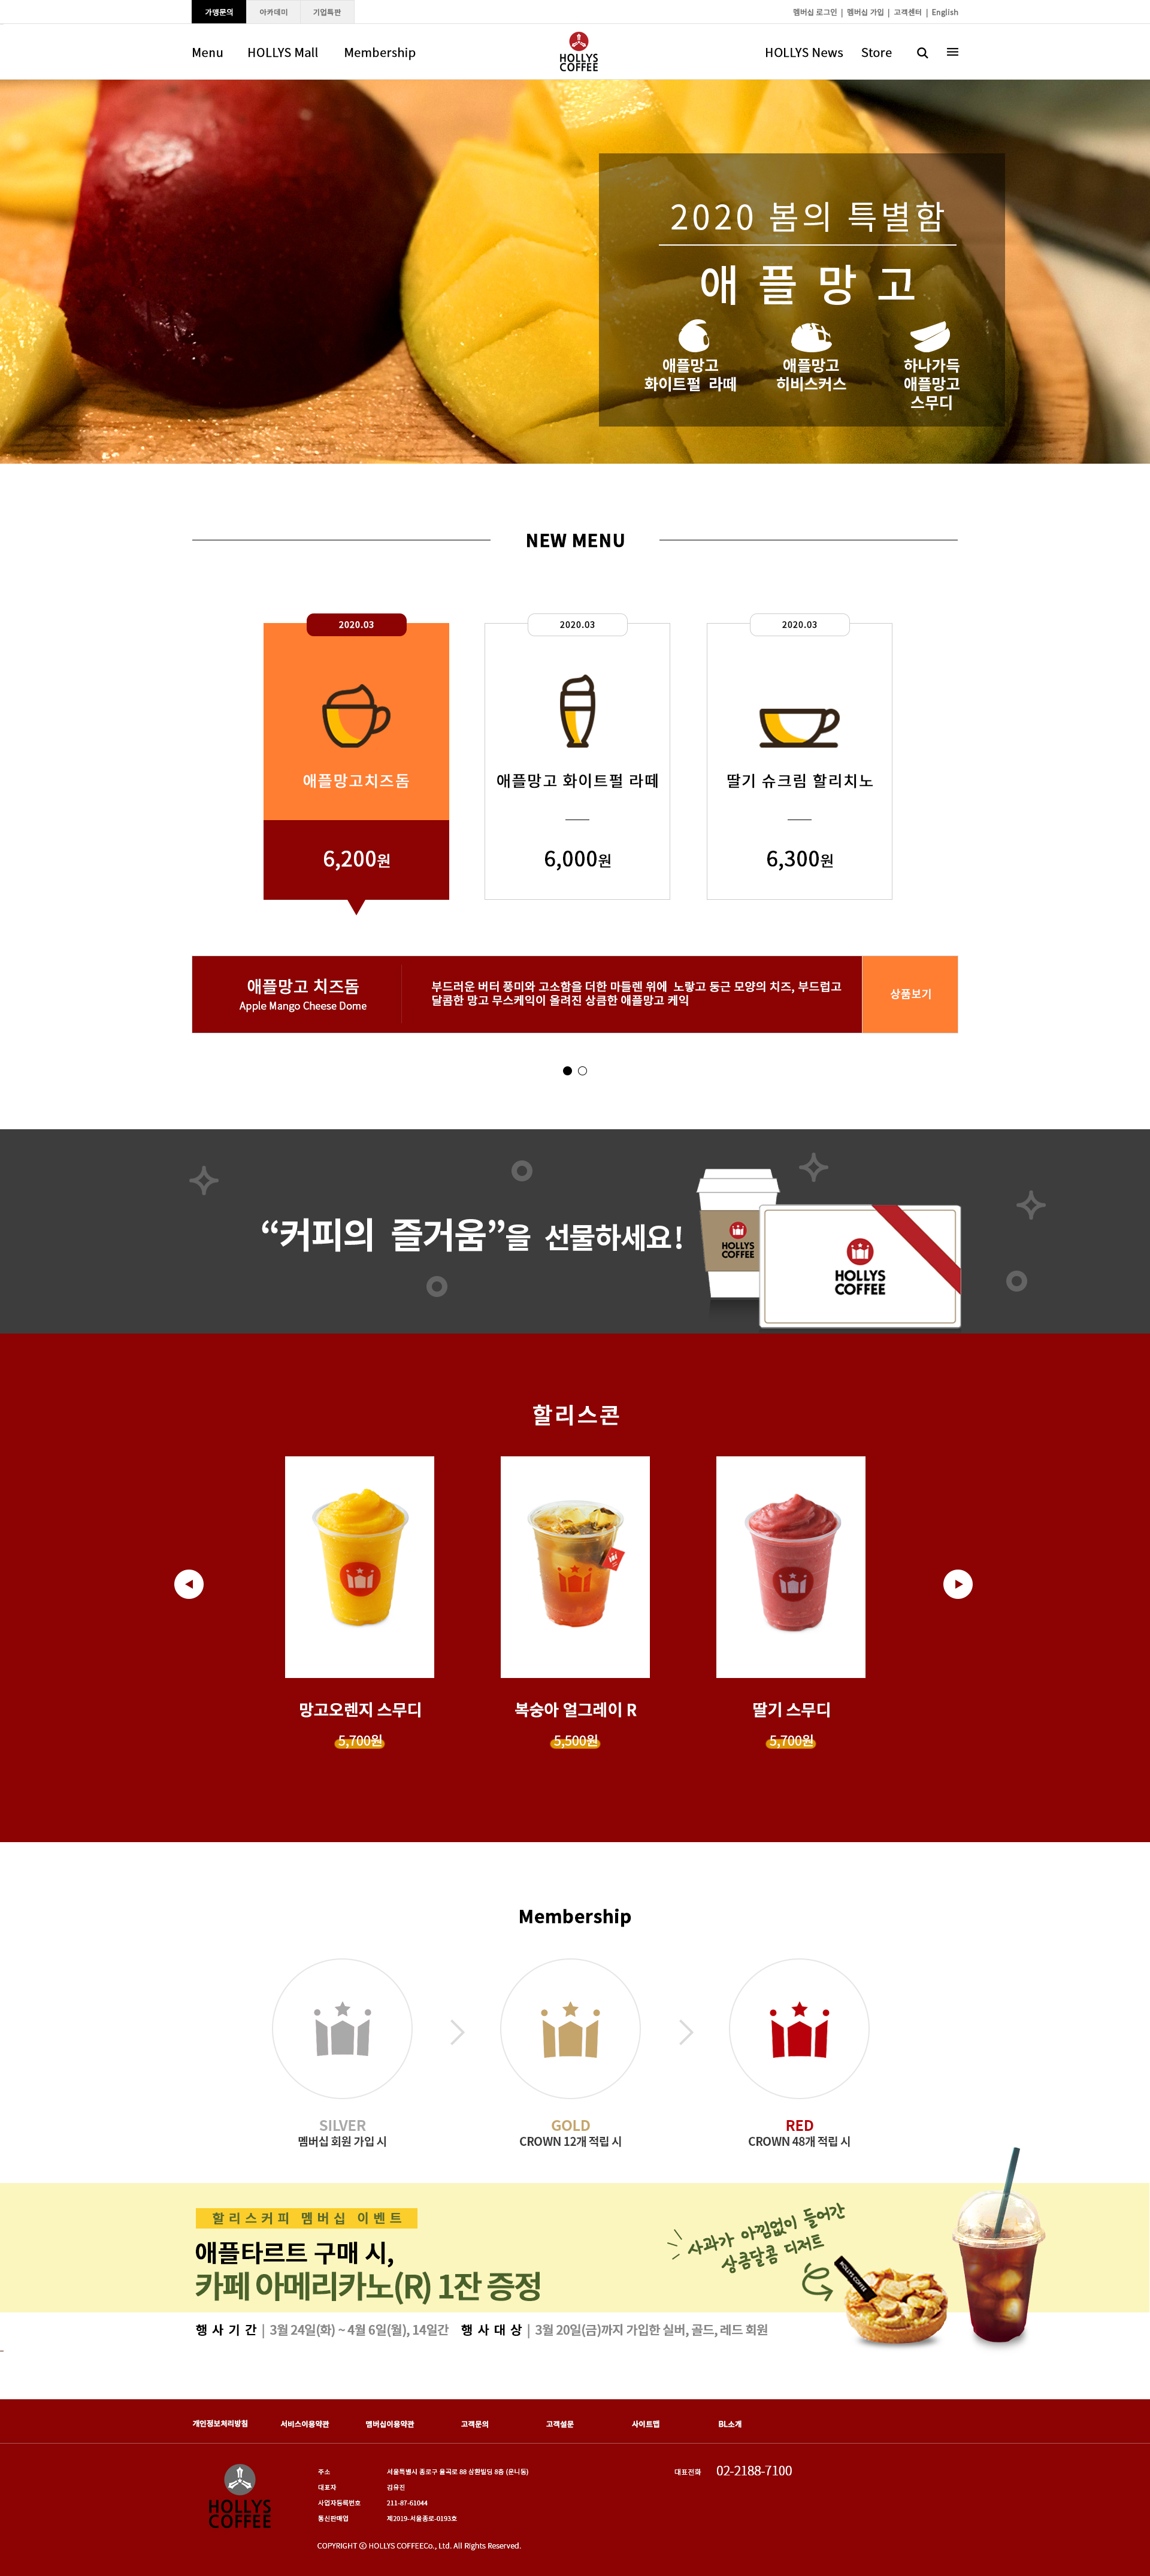 가맹문의 아카데미 기업특판 멤버십 로그인 | 멤버십 가입 | 고객센터 | English
Menu HOLLYS Mall Membership HOLLYS COFFEE HOLLYS News Store
2020 봄의 특별함
애플망고
애플망고 화이트펄 라떼
애플망고 히비스커스
하나가득 애플망고 스무디
NEW MENU
2020.03
애플망고치즈돔
6,200원
2020.03
애플망고 화이트펄 라떼
6,000원
2020.03
딸기 슈크림 할리치노
6,300원
애플망고 치즈돔
Apple Mango Cheese Dome
부드러운 버터 풍미와 고소함을 더한 마들렌 위에 노랗고 둥근 모양의 치즈, 부드럽고
달콤한 망고 무스케익이 올려진 상큼한 애플망고 케익
상품보기
“커피의 즐거움”을 선물하세요!
HOLLYS
COFFEE
HOLLYS
COFFEE
할리스콘
망고오렌지 스무디
5,700원
복숭아 얼그레이 R
5,500원
딸기 스무디
5,700원
Membership
SILVER
멤버십 회원 가입 시
GOLD
CROWN 12개 적립 시
RED
CROWN 48개 적립 시
할리스커피 멤버십 이벤트
애플타르트 구매 시,
카페 아메리카노(R) 1잔 증정
사과가 아낌없이 들어간
상큼달콤 디저트
HOLLYS COFFEE
행사기간 | 3월 24일(화) ~ 4월 6일(월), 14일간 행사대상 | 3월 20일(금)까지 가입한 실버, 골드, 레드 회원
개인정보처리방침 서비스이용약관 멤버십이용약관 고객문의 고객설문 사이트맵 BL소개
HOLLYS
COFFEE
주소 서울특별시 종로구 율곡로 88 삼환빌딩 8층 (운니동)
대표자 김유진
사업자등록번호 211-87-61044
통신판매업 제2019-서울종로-0193호
대표전화 02-2188-7100
COPYRIGHT ⓒ HOLLYS COFFEECo., Ltd. All Rights Reserved.